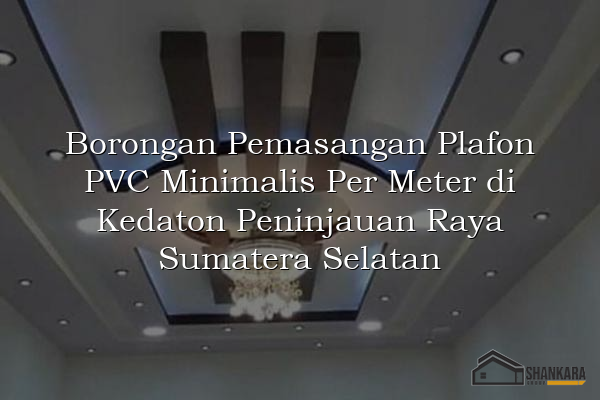 Borongan Pemasangan Plafon
PVC Minimalis Per Meter di
Kedaton Peninjauan Raya
Sumatera Selatan
SHANKARA